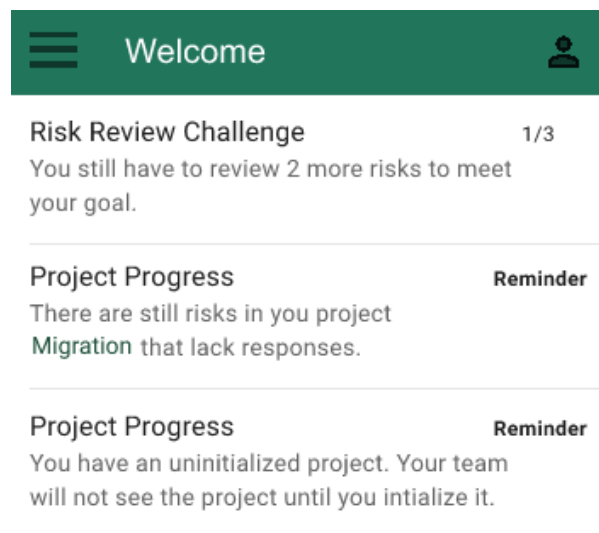 Welcome
Risk Review Challenge 1/3
You still have to review 2 more risks to meet
your goal.
Project Progress Reminder
There are still risks in you project
Migration that lack responses.
Project Progress Reminder
You have an uninitialized project. Your team
will not see the project until you intialize it.